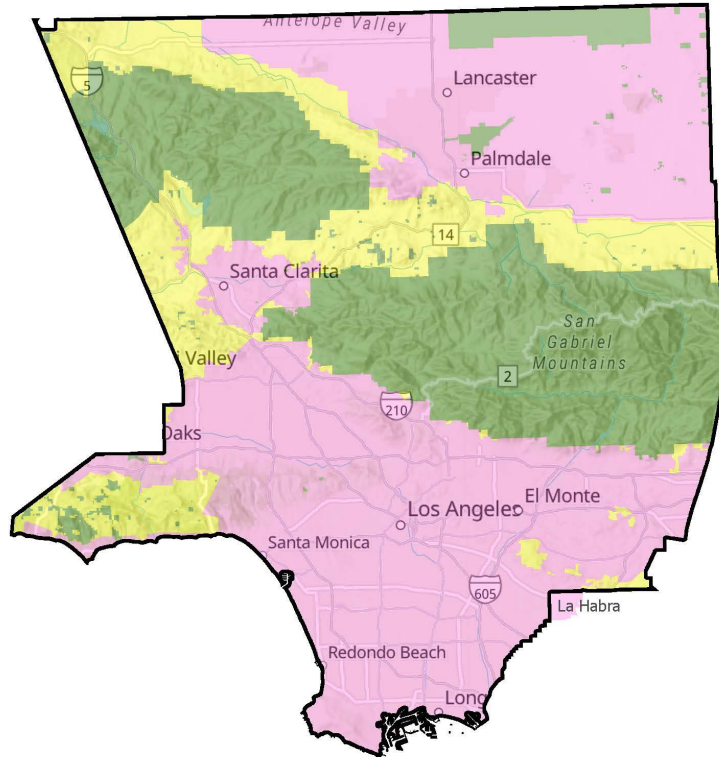 Antelope Valley
5
Lancaster
Palmdale
14
Santa Clarita
San
Gabriel
Mountains
i Valley
2
210
Oaks
El Monte
Los Angeles
Santa Monica
605
La Habra
Redondo Beach
Long